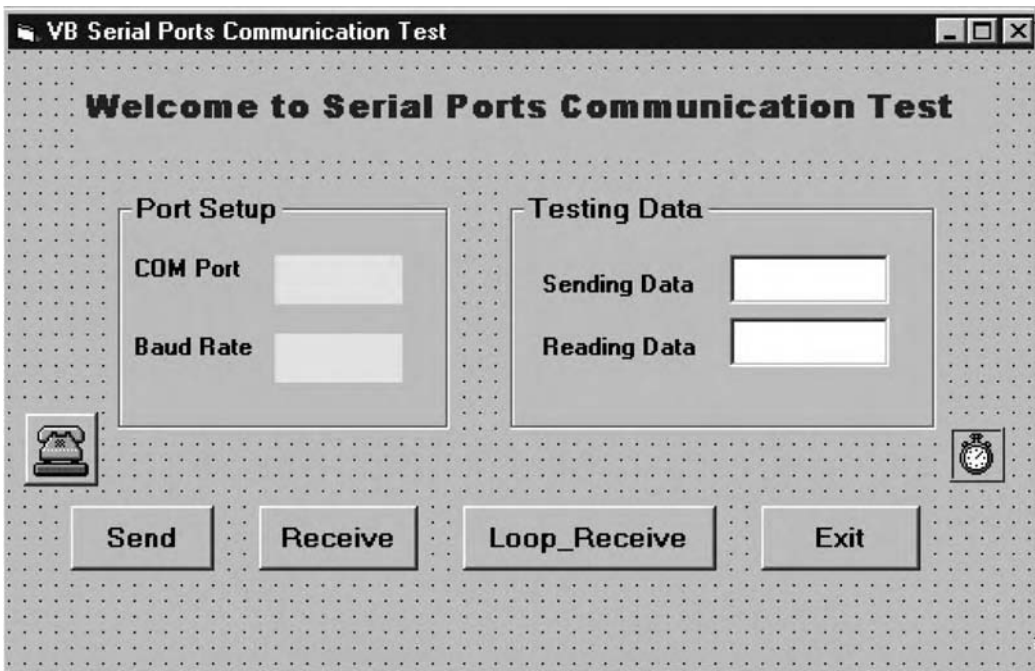 VB Serial Ports Communication Test
Welcome to Serial Ports Communication Test
Port Setup
COM Port
Baud Rate
Testing Data
Sending Data
Reading Data
Send
Receive
Loop_Receive
Exit